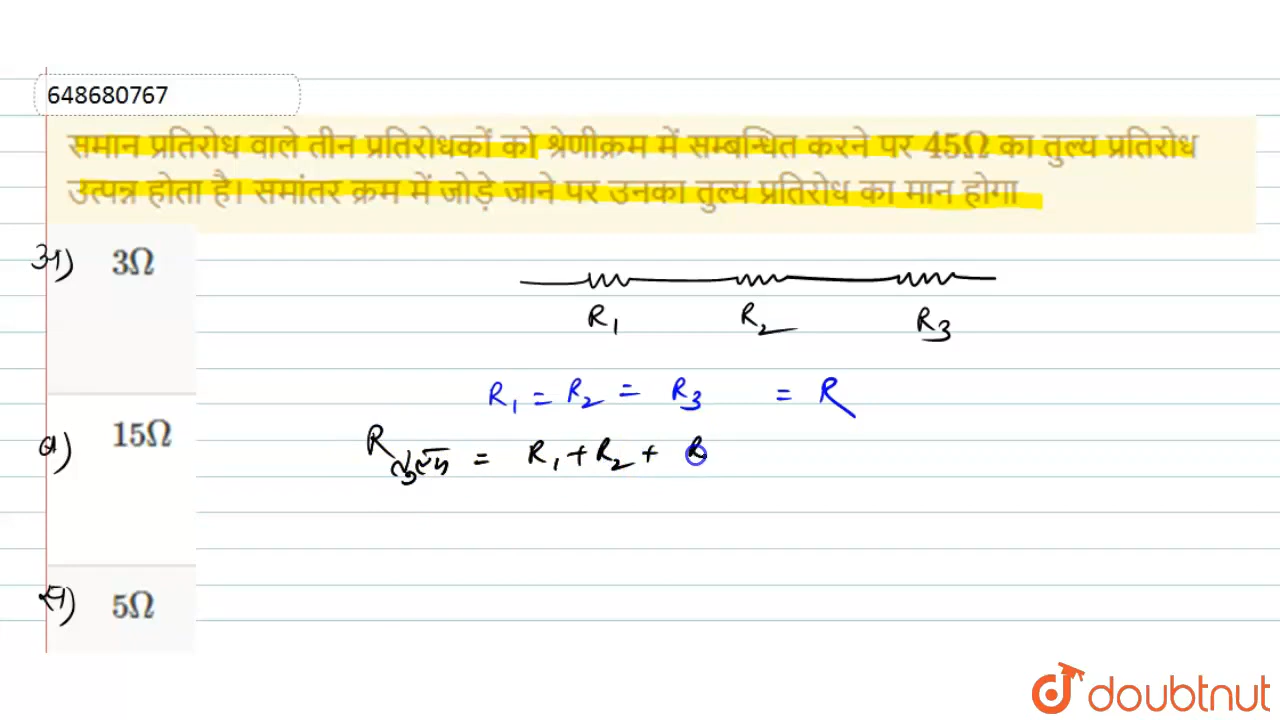 648680767
समान प्रतिरोध वाले तीन प्रतिरोधकों को श्रेणीक्रम में सम्बन्धित करने पर 45Ω का तुल्य प्रतिरोध
उत्पन्न होता है। समांतर क्रम में जोड़े जाने पर उनका तुल्य प्रतिरोध का मान होगा
अ) 3Ω
R₁ R₂ R₃
R₁ = R₂ = R₃ = R
ब) 15Ω
R तुल्य = R₁ + R₂ + R
स) 5Ω
doubtnut